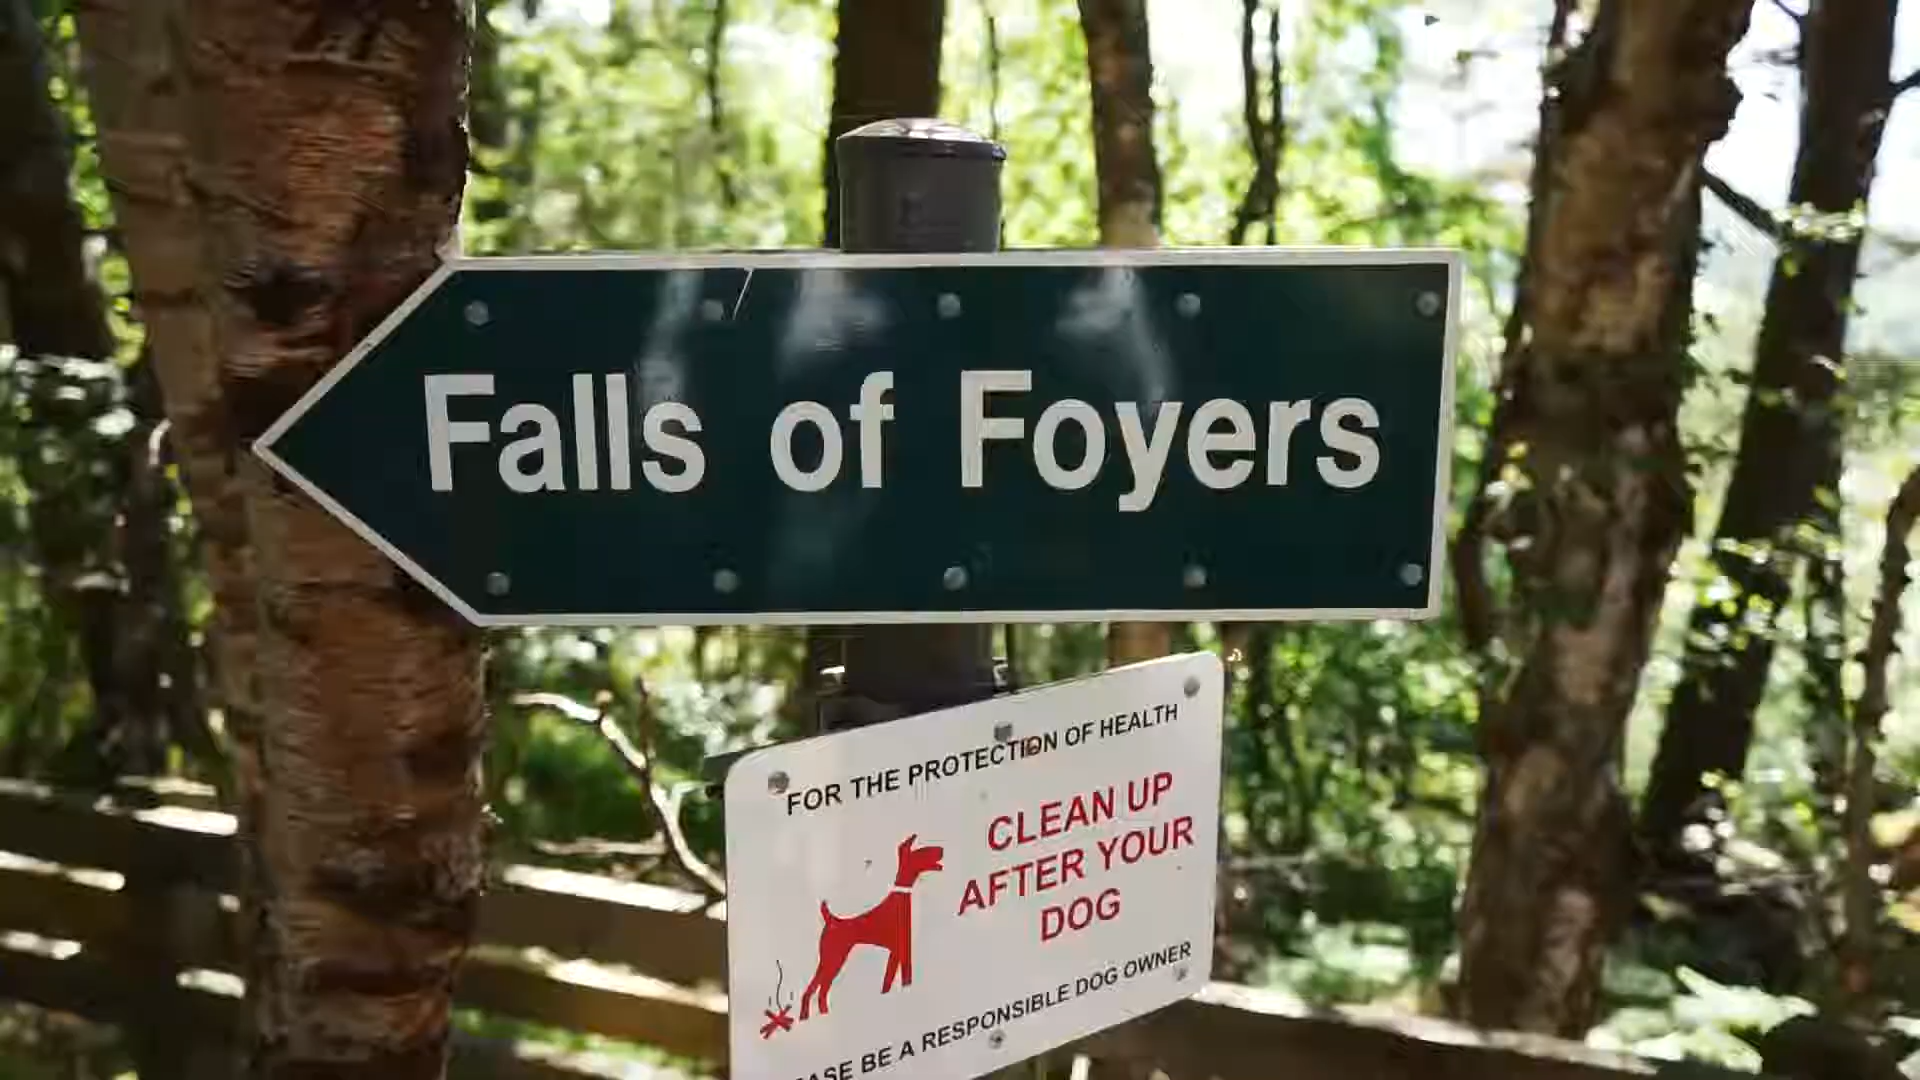 Falls of Foyers
FOR THE PROTECTION OF HEALTH
CLEAN UP
AFTER YOUR
DOG
BE A RESPONSIBLE DOG OWNER